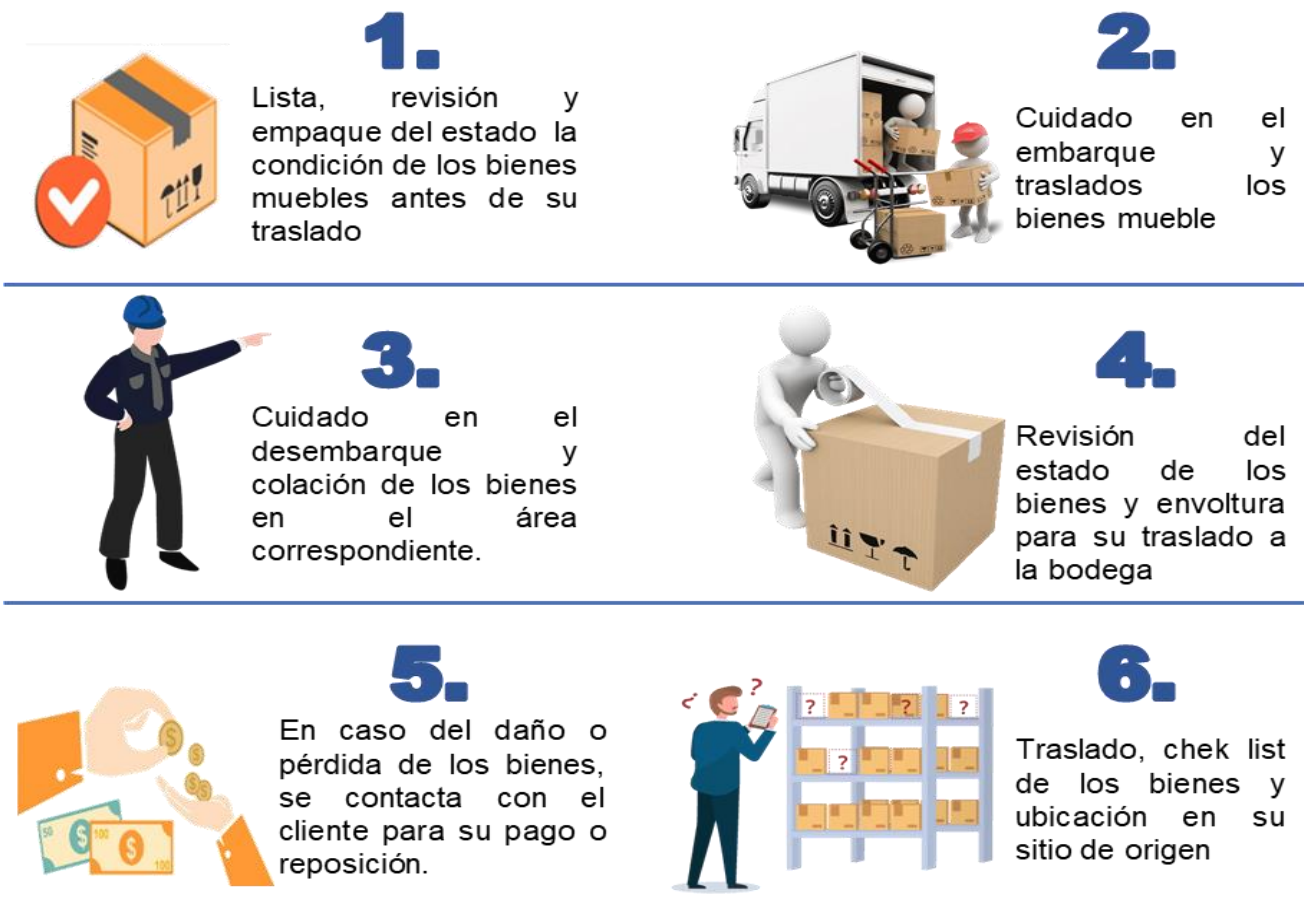 1.
Lista, revisión y
empaque del estado la
condición de los bienes
muebles antes de su
traslado
2.
Cuidado en el
embarque y
traslados los
bienes mueble
3.
Cuidado en el
desembarque y
colación de los bienes
en el área
correspondiente.
4.
Revisión del
estado de los
bienes y envoltura
para su traslado a
la bodega
5.
En caso del daño o
pérdida de los bienes,
se contacta con el
cliente para su pago o
reposición.
50
$
100
$
100
$
$
$
$
6.
Traslado, chek list
de los bienes y
ubicación en su
sitio de origen
¿
?
? ? ?
?